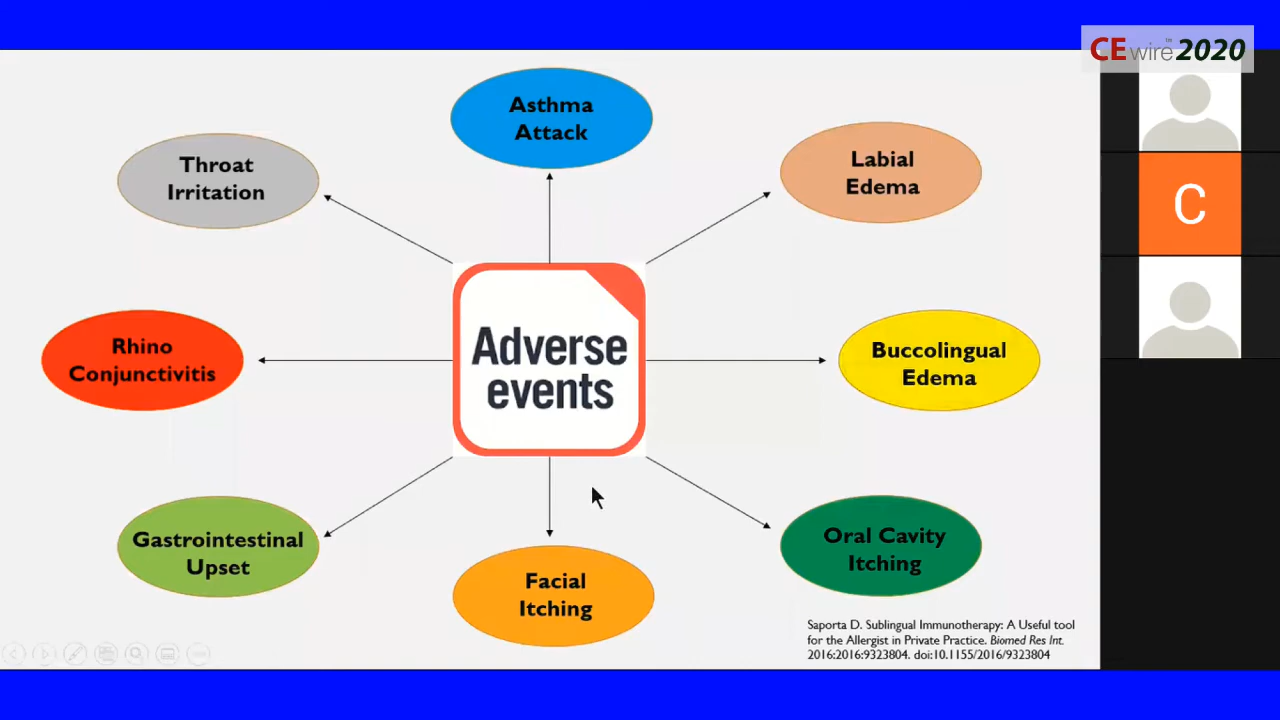 CEwire™2020
Asthma
Attack
Throat
Irritation
Labial
Edema
C
Adverse
events
Rhino
Conjunctivitis
Buccolingual
Edema
Gastrointestinal
Upset
Facial
Itching
Oral Cavity
Itching
Saporta D. Sublingual Immunotherapy: A Useful tool
for the Allergist in Private Practice. Biomed Res Int.
2016:2016:9323804. doi:10.1155/2016/9323804